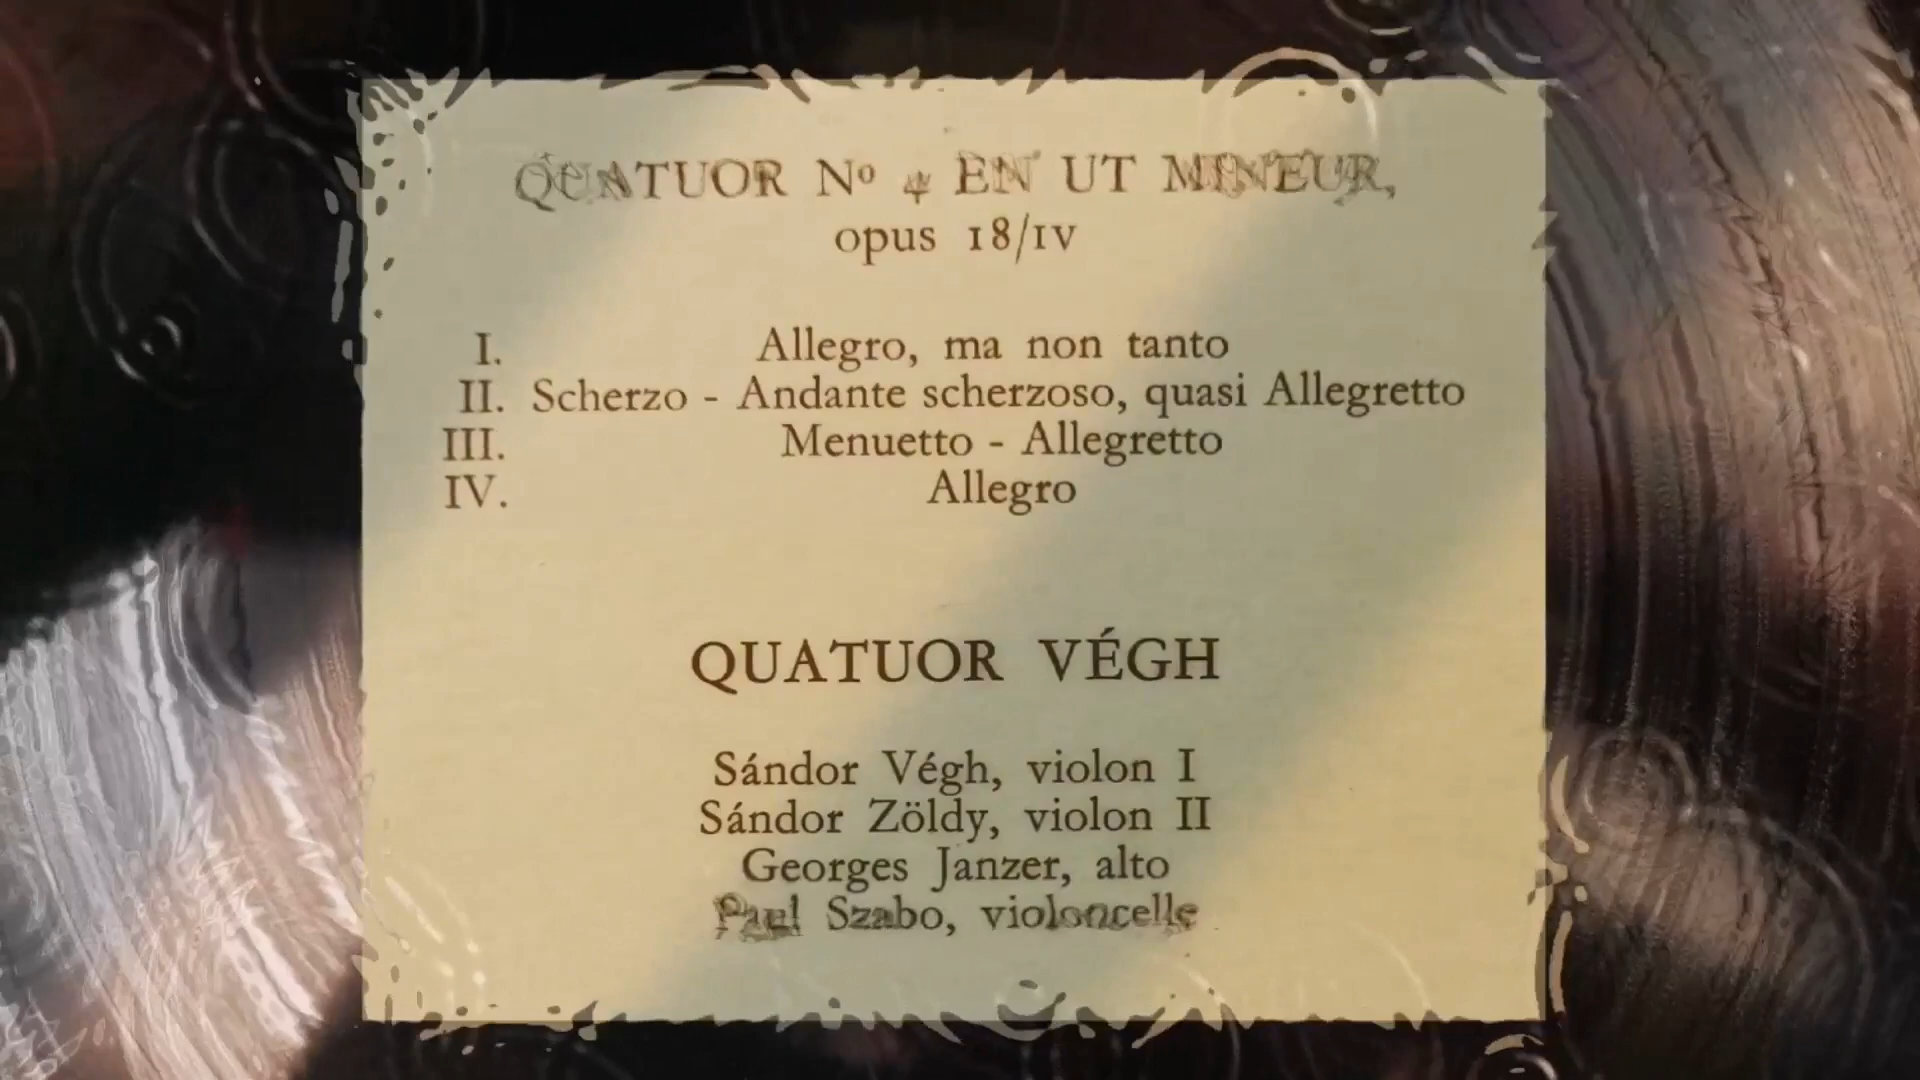 QUATUOR Nº 4 EN UT MINEUR,
opus 18/IV
I. Allegro, ma non tanto
II. Scherzo - Andante scherzoso, quasi Allegretto
III. Menuetto - Allegretto
IV. Allegro
QUATUOR VÉGH
Sándor Végh, violon I
Sándor Zöldy, violon II
Georges Janzer, alto
Paul Szabo, violoncelle